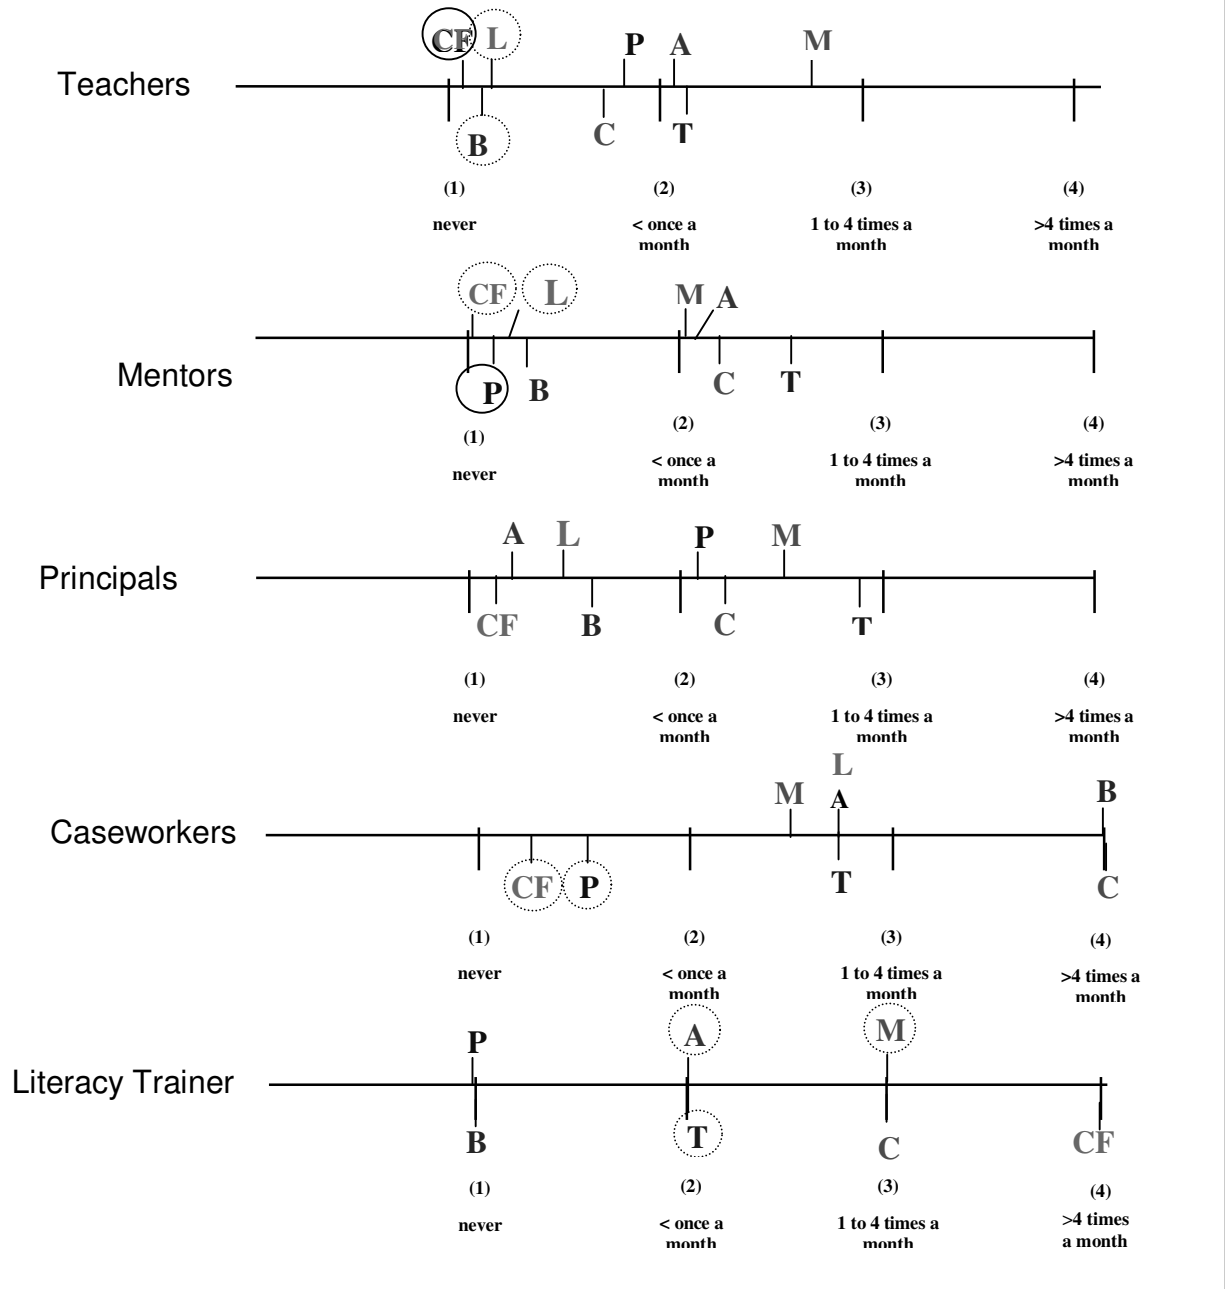 CF L P A M
Teachers
B C T
(1) (2) (3) (4)
never < once a 1 to 4 times a >4 times a
month month month
CF L M A
Mentors
P B C T
(1) (2) (3) (4)
never < once a 1 to 4 times a >4 times a
month month month
A L P M
Principals
CF B C T
(1) (2) (3) (4)
never < once a 1 to 4 times a >4 times a
month month month
L
M A B
Caseworkers
CF P T C
(1) (2) (3) (4)
never < once a 1 to 4 times a >4 times a
month month month
P A M
Literacy Trainer
B T C CF
(1) (2) (3) (4)
never < once a 1 to 4 times a >4 times
month month a month